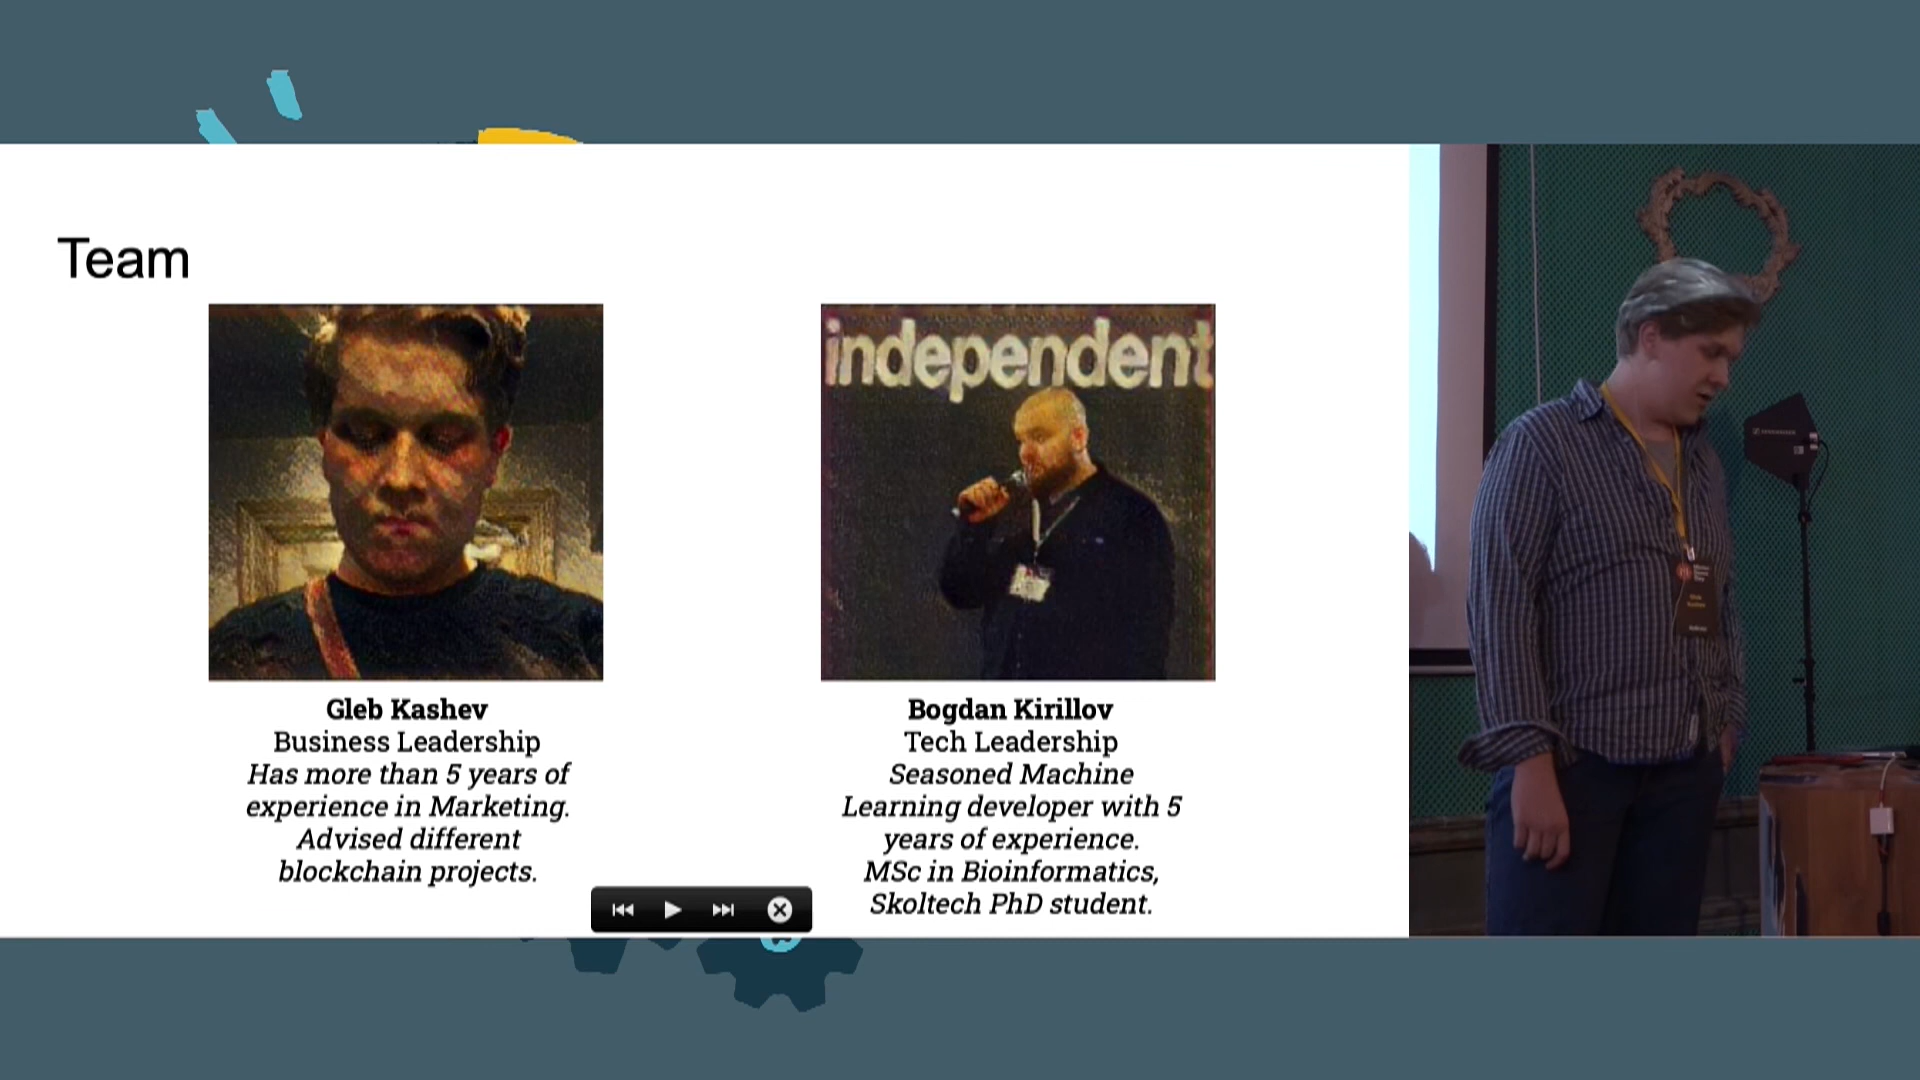 Team
independent
Gleb Kashev
Business Leadership
Has more than 5 years of
experience in Marketing.
Advised different
blockchain projects.
Bogdan Kirillov
Tech Leadership
Seasoned Machine
Learning developer with 5
years of experience.
MSc in Bioinformatics,
Skoltech PhD student.